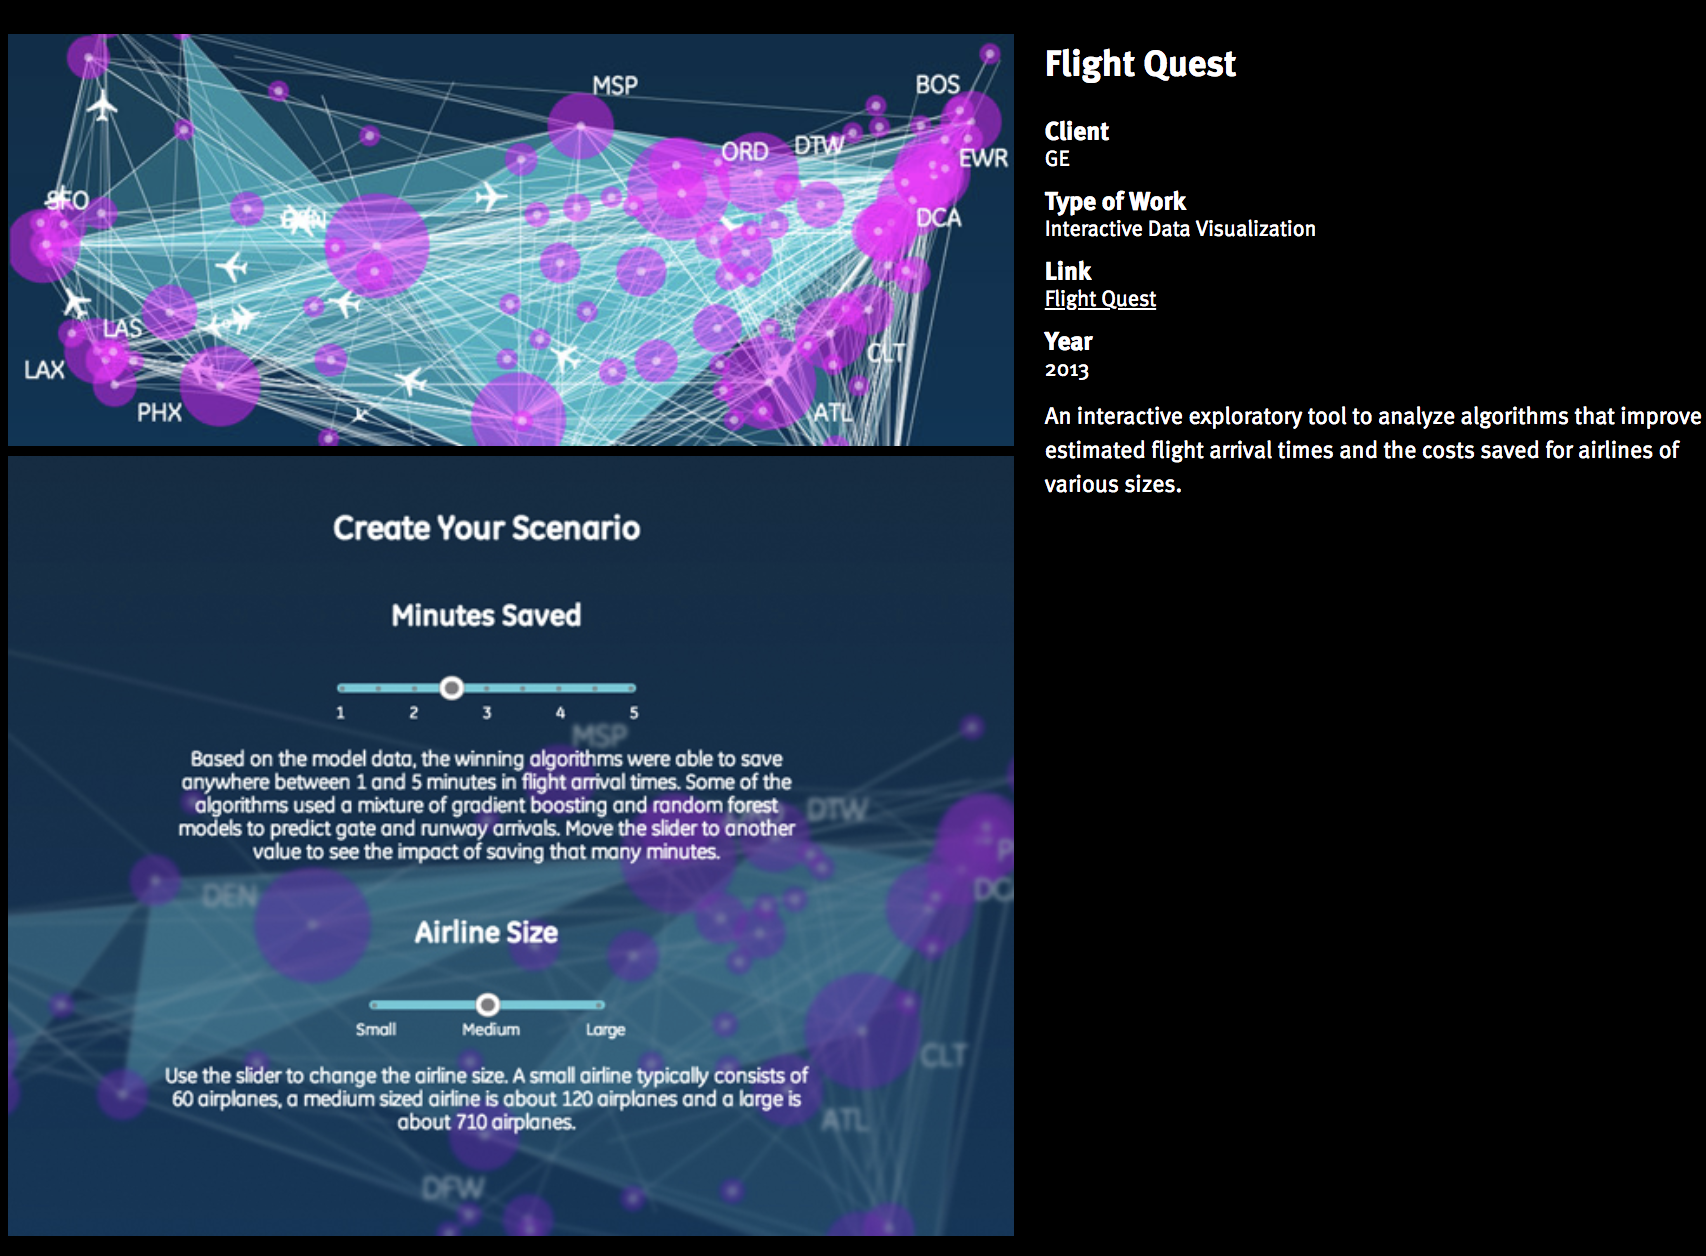 MSP
BOS
ORD
DTW
EWR
SFO
DEN
DCA
LAS
LAX
CLT
PHX
ATL
Create Your Scenario
Minutes Saved
1 2 3 4 5
MSP
Based on the model data, the winning algorithms were able to save
anywhere between 1 and 5 minutes in flight arrival times. Some of the
algorithms used a mixture of gradient boosting and random forest
models to predict gate and runway arrivals. Move the slider to another
value to see the impact of saving that many minutes.
DTW
DEN
Airline Size
Small Medium Large
CLT
Use the slider to change the airline size. A small airline typically consists of
60 airplanes, a medium sized airline is about 120 airplanes and a large is
about 710 airplanes.
ATL
DFW
Flight Quest
Client
GE
Type of Work
Interactive Data Visualization
Link
Flight Quest
Year
2013
An interactive exploratory tool to analyze algorithms that improve
estimated flight arrival times and the costs saved for airlines of
various sizes.